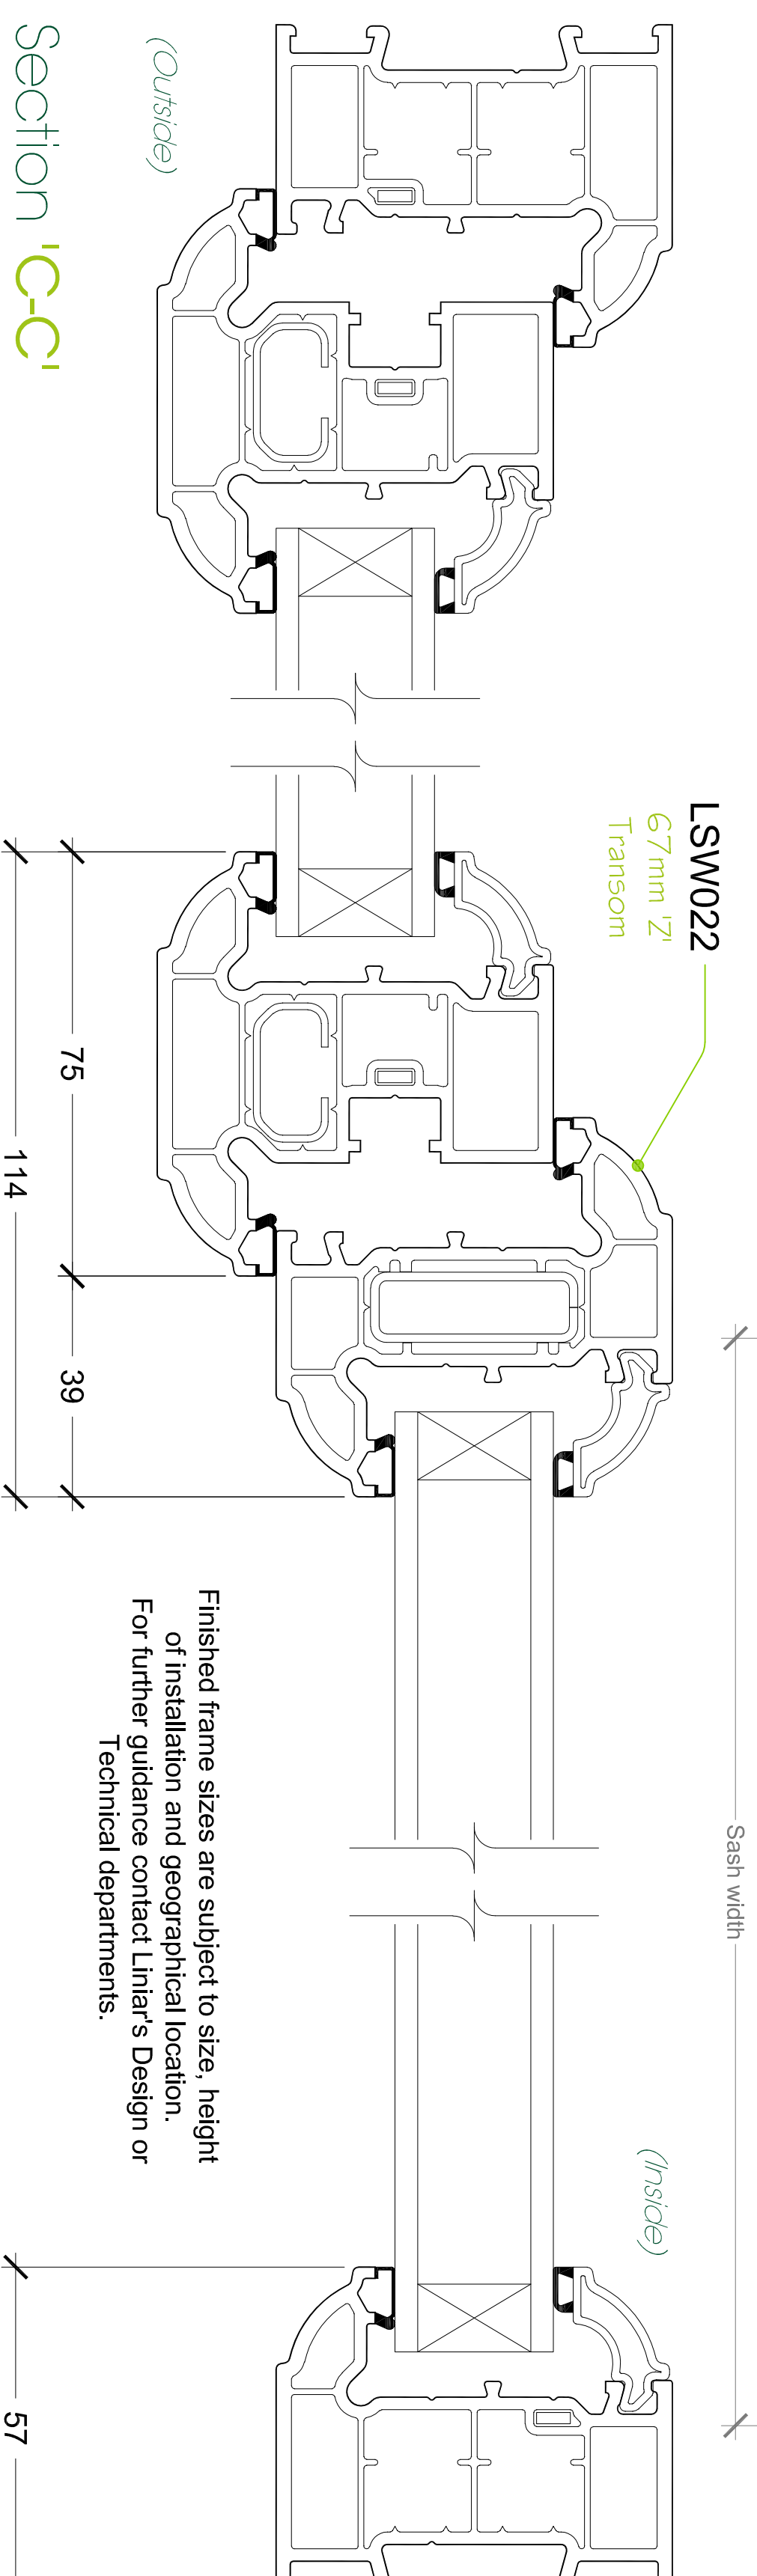 Section 'C-C'
(Outside)
LSW022
67mm 'Z'
Transom
75
114
39
Sash width
Finished frame sizes are subject to size, height
of installation and geographical location.
For further guidance contact Liniar's Design or
Technical departments.
(Inside)
57